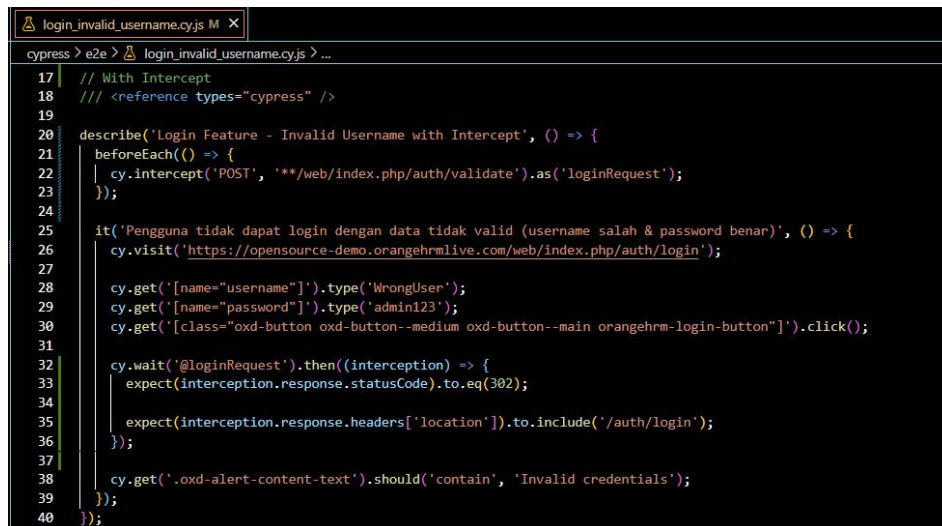 login_invalid_username.cy.js M X
cypress > e2e > login_invalid_username.cy.js > ...
17 // With Intercept
18 /// <reference types="cypress" />
19
20 describe('Login Feature - Invalid Username with Intercept', () => {
21 beforeEach(() => {
22 cy.intercept('POST', '**/web/index.php/auth/validate').as('loginRequest');
23 });
24
25 it('Pengguna tidak dapat login dengan data tidak valid (username salah & password benar)', () => {
26 cy.visit('https://opensource-demo.orangehrmlive.com/web/index.php/auth/login');
27
28 cy.get('[name="username"]').type('WrongUser');
29 cy.get('[name="password"]').type('admin123');
30 cy.get('[class="oxd-button oxd-button--medium oxd-button--main orangehrm-login-button"]').click();
31
32 cy.wait('@loginRequest').then((interception) => {
33 expect(interception.response.statusCode).to.eq(302);
34
35 expect(interception.response.headers['location']).to.include('/auth/login');
36 });
37
38 cy.get('.oxd-alert-content-text').should('contain', 'Invalid credentials');
39 });
40 });